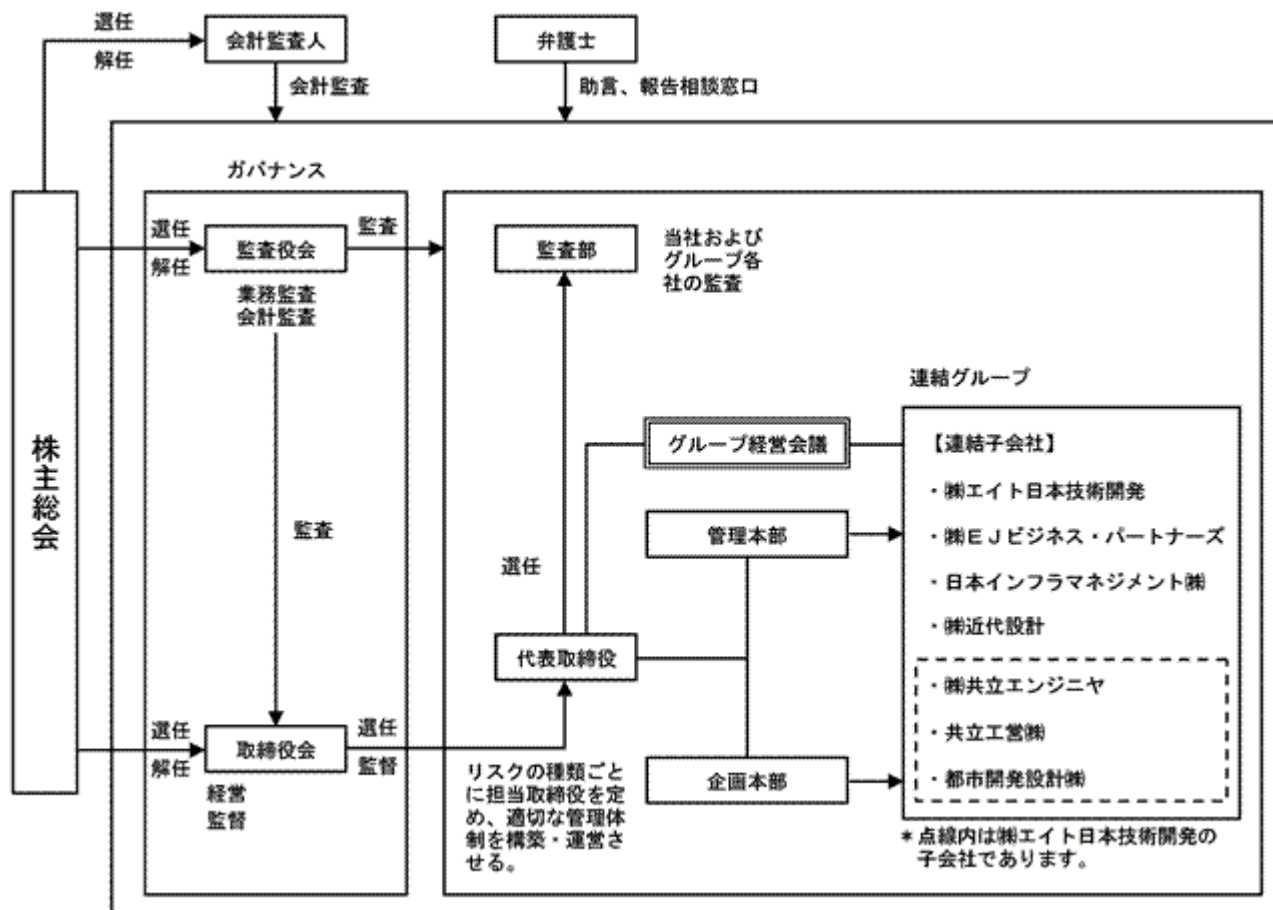 選任
解任
会計監査人
会計監査
弁護士
助言、報告相談窓口
株主総会
ガバナンス
選任
解任
監査役会
監査
業務監査
会計監査
監査
選任
解任
取締役会
選任
監督
経営
監督
監査部
当社および
グループ各
社の監査
選任
代表取締役
リスクの種類ごと
に担当取締役を定
め、適切な管理体
制を構築・運営さ
せる。
グループ経営会議
管理本部
企画本部
連結グループ
【連結子会社】
・㈱エイト日本技術開発
・㈱ＥＪビジネス・パートナーズ
・日本インフラマネジメント㈱
・㈱近代設計
・㈱共立エンジニヤ
・共立工営㈱
・都市開発設計㈱
＊点線内は㈱エイト日本技術開発の
子会社であります。